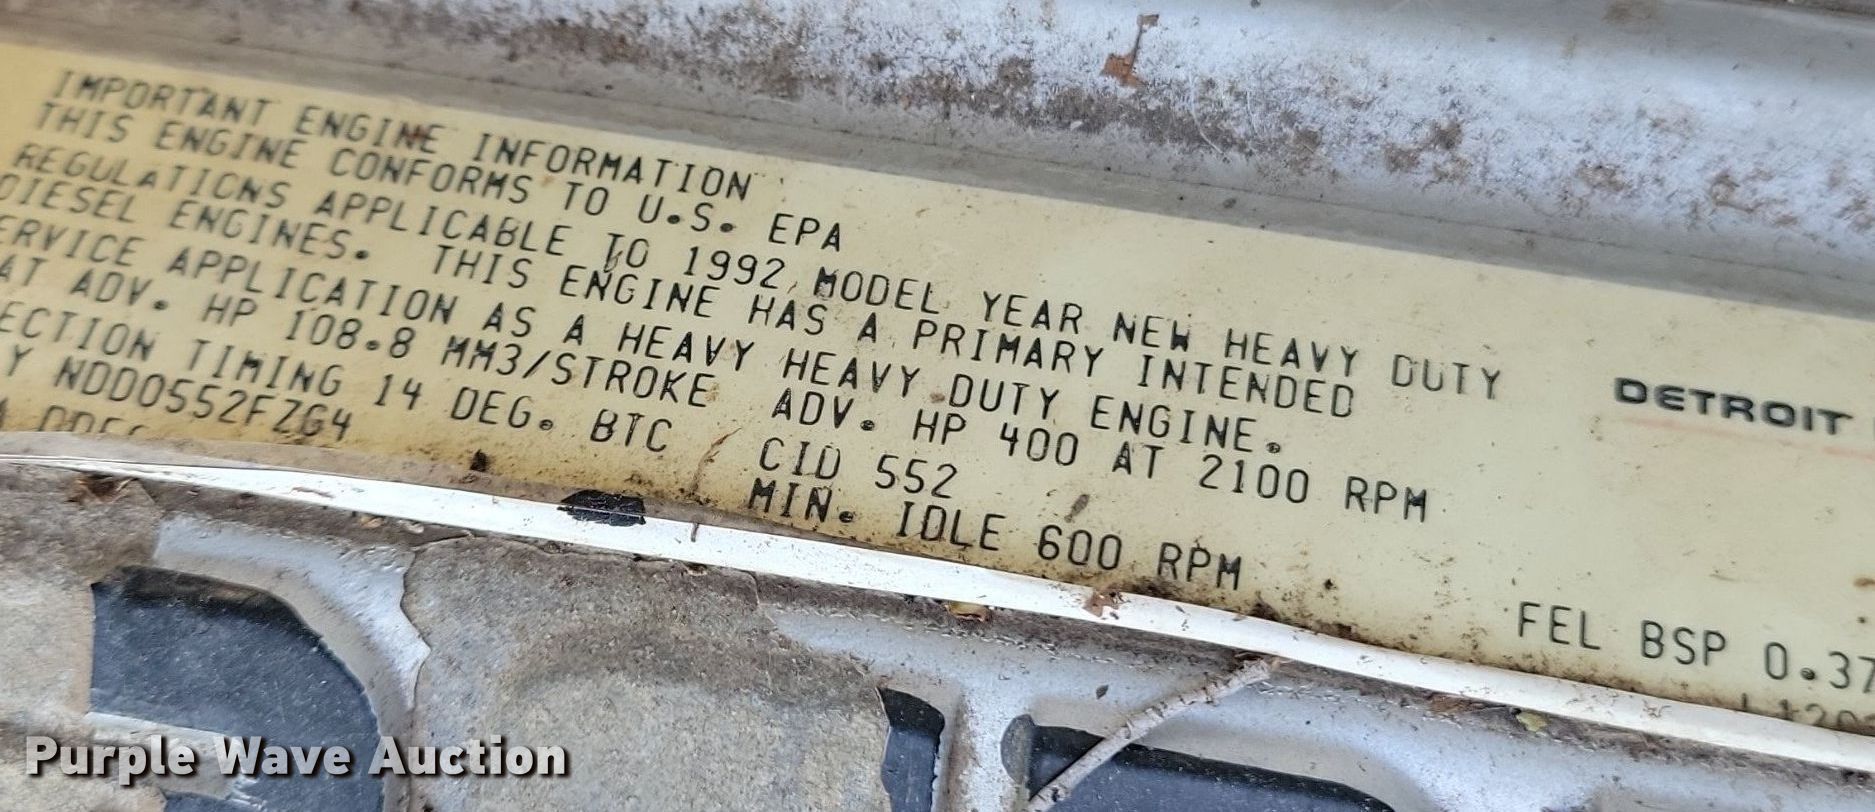 IMPORTANT ENGINE INFORMATION
THIS ENGINE CONFORMS TO U.S. EPA
REGULATIONS APPLICABLE TO 1992 MODEL YEAR NEW HEAVY DUTY
DIESEL ENGINES. THIS ENGINE HAS A PRIMARY INTENDED
ERVICE APPLICATION AS A HEAVY HEAVY DUTY ENGINE.
AT ADV. HP 108.8 MM3/STROKE ADV. HP 400 AT 2100 RPM
ECTION TIMING 14 DEG. BTC CID 552
Y NDD0552FZG4 MIN. IDLE 600 RPM
DETROIT
FEL BSP 0.37
Purple Wave Auction